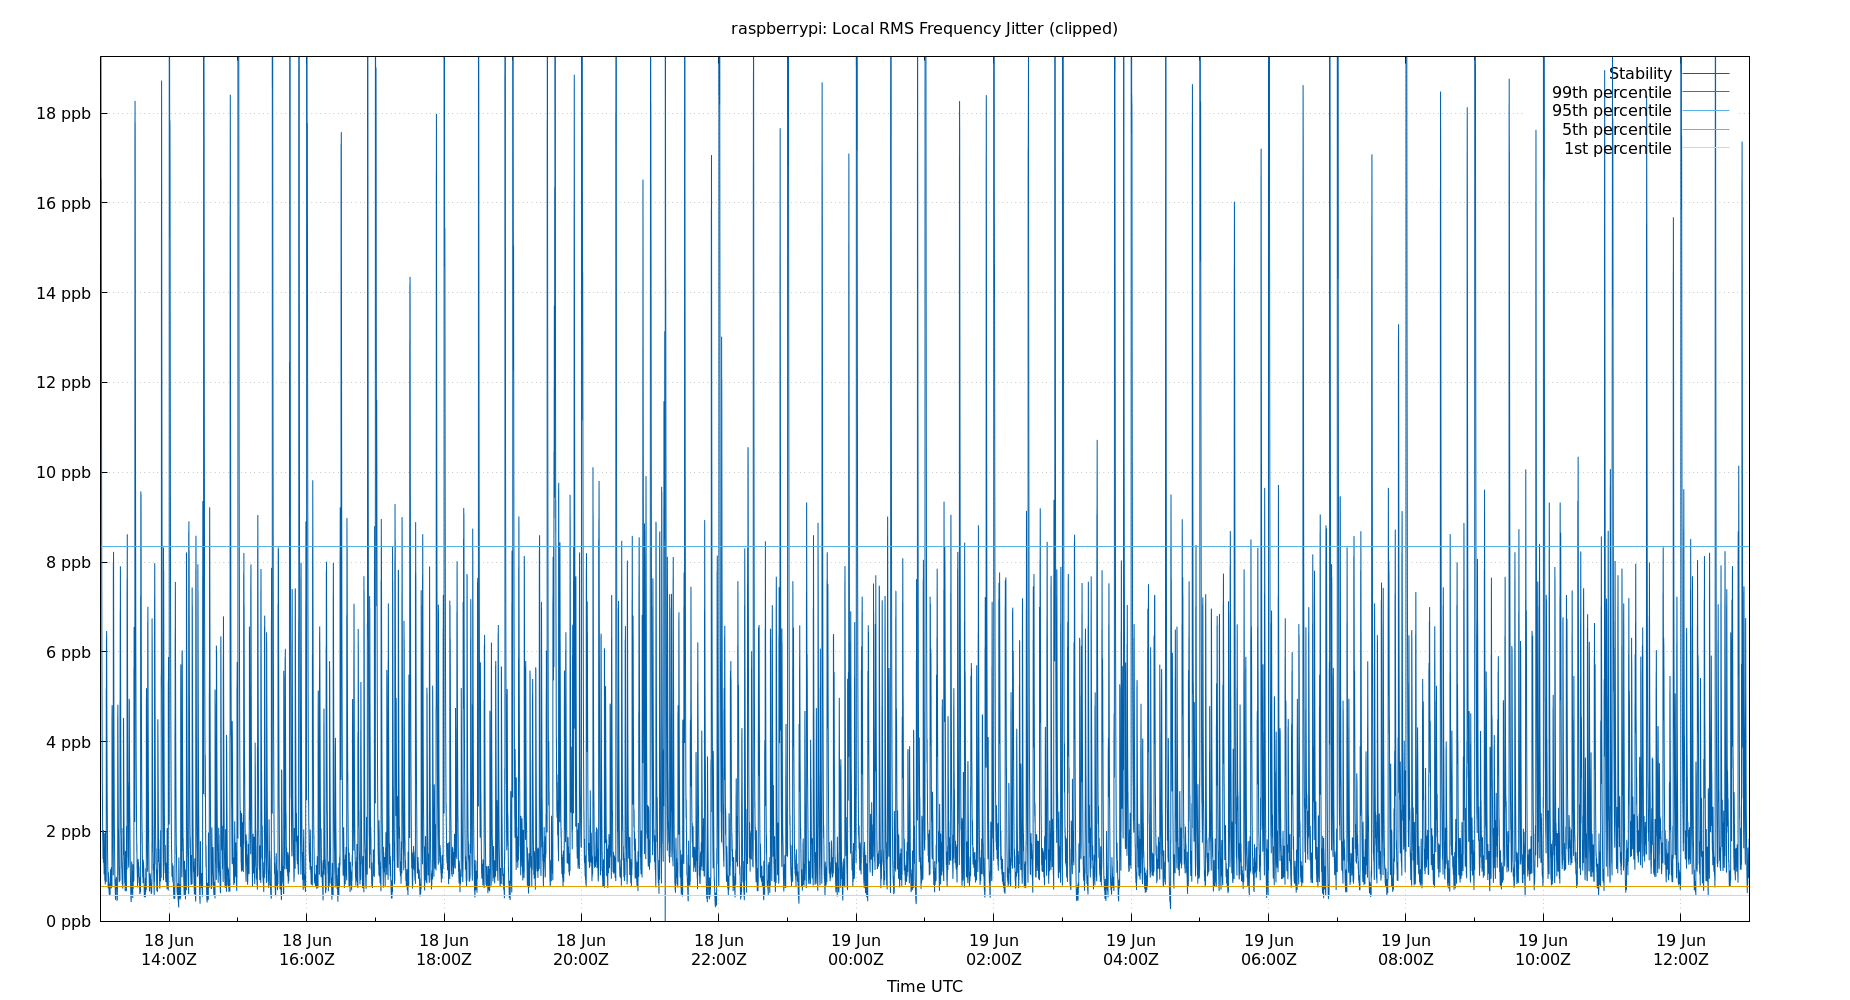 raspberrypi: Local RMS Frequency Jitter (clipped)
Stability
99th percentile
95th percentile
5th percentile
1st percentile
18 ppb
16 ppb
14 ppb
12 ppb
10 ppb
8 ppb
6 ppb
4 ppb
2 ppb
0 ppb
18 Jun 18 Jun 18 Jun 18 Jun 18 Jun 19 Jun 19 Jun 19 Jun 19 Jun 19 Jun 19 Jun 19 Jun
14:00Z 16:00Z 18:00Z 20:00Z 22:00Z 00:00Z 02:00Z 04:00Z 06:00Z 08:00Z 10:00Z 12:00Z
Time UTC